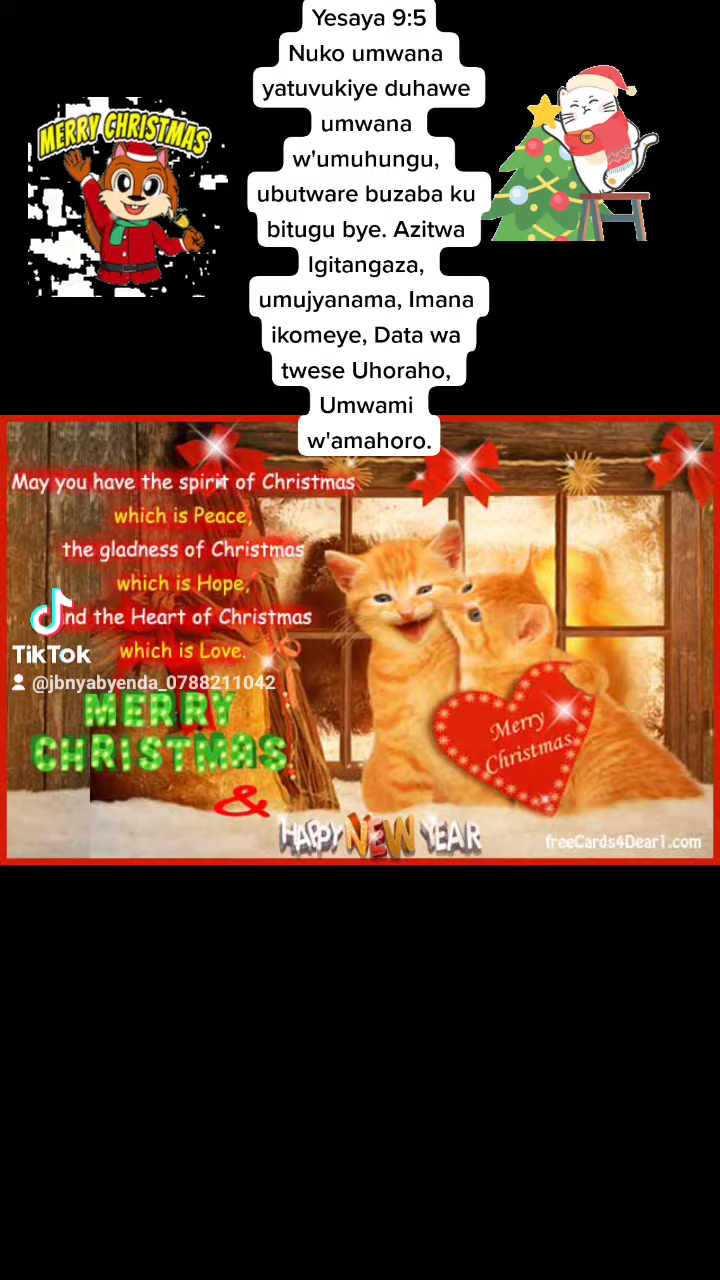 Yesaya 9:5
Nuko umwana
yatuvukiye duhawe
umwana
w'umuhungu,
ubutware buzaba ku
bitugu bye. Azitwa
Igitangaza,
umujyanama, Imana
ikomeye, Data wa
twese Uhoraho,
Umwami
w'amahoro.
MERRY CHRISTMAS
May you have the spirit of Christmas
which is Peace,
the gladness of Christmas
which is Hope,
nd the Heart of Christmas
which is Love.
TikTok
@jbnyabyenda_0788211042
MERRY
CHRISTMAS
&
HAPPY NEW YEAR
Merry
Christmas
freeCards4Dear1.com